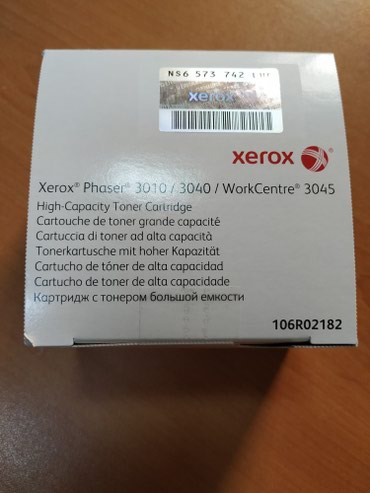 NS6 573 742
xerox
xerox
Xerox® Phaser® 3010 / 3040 / WorkCentre® 3045
High-Capacity Toner Cartridge
Cartouche de toner grande capacité
Cartuccia di toner ad alta capacità
Tonerkartusche mit hoher Kapazität
Cartucho de tóner de alta capacidad
Cartucho de toner de alta capacidade
Картридж с тонером большой емкости
106R02182